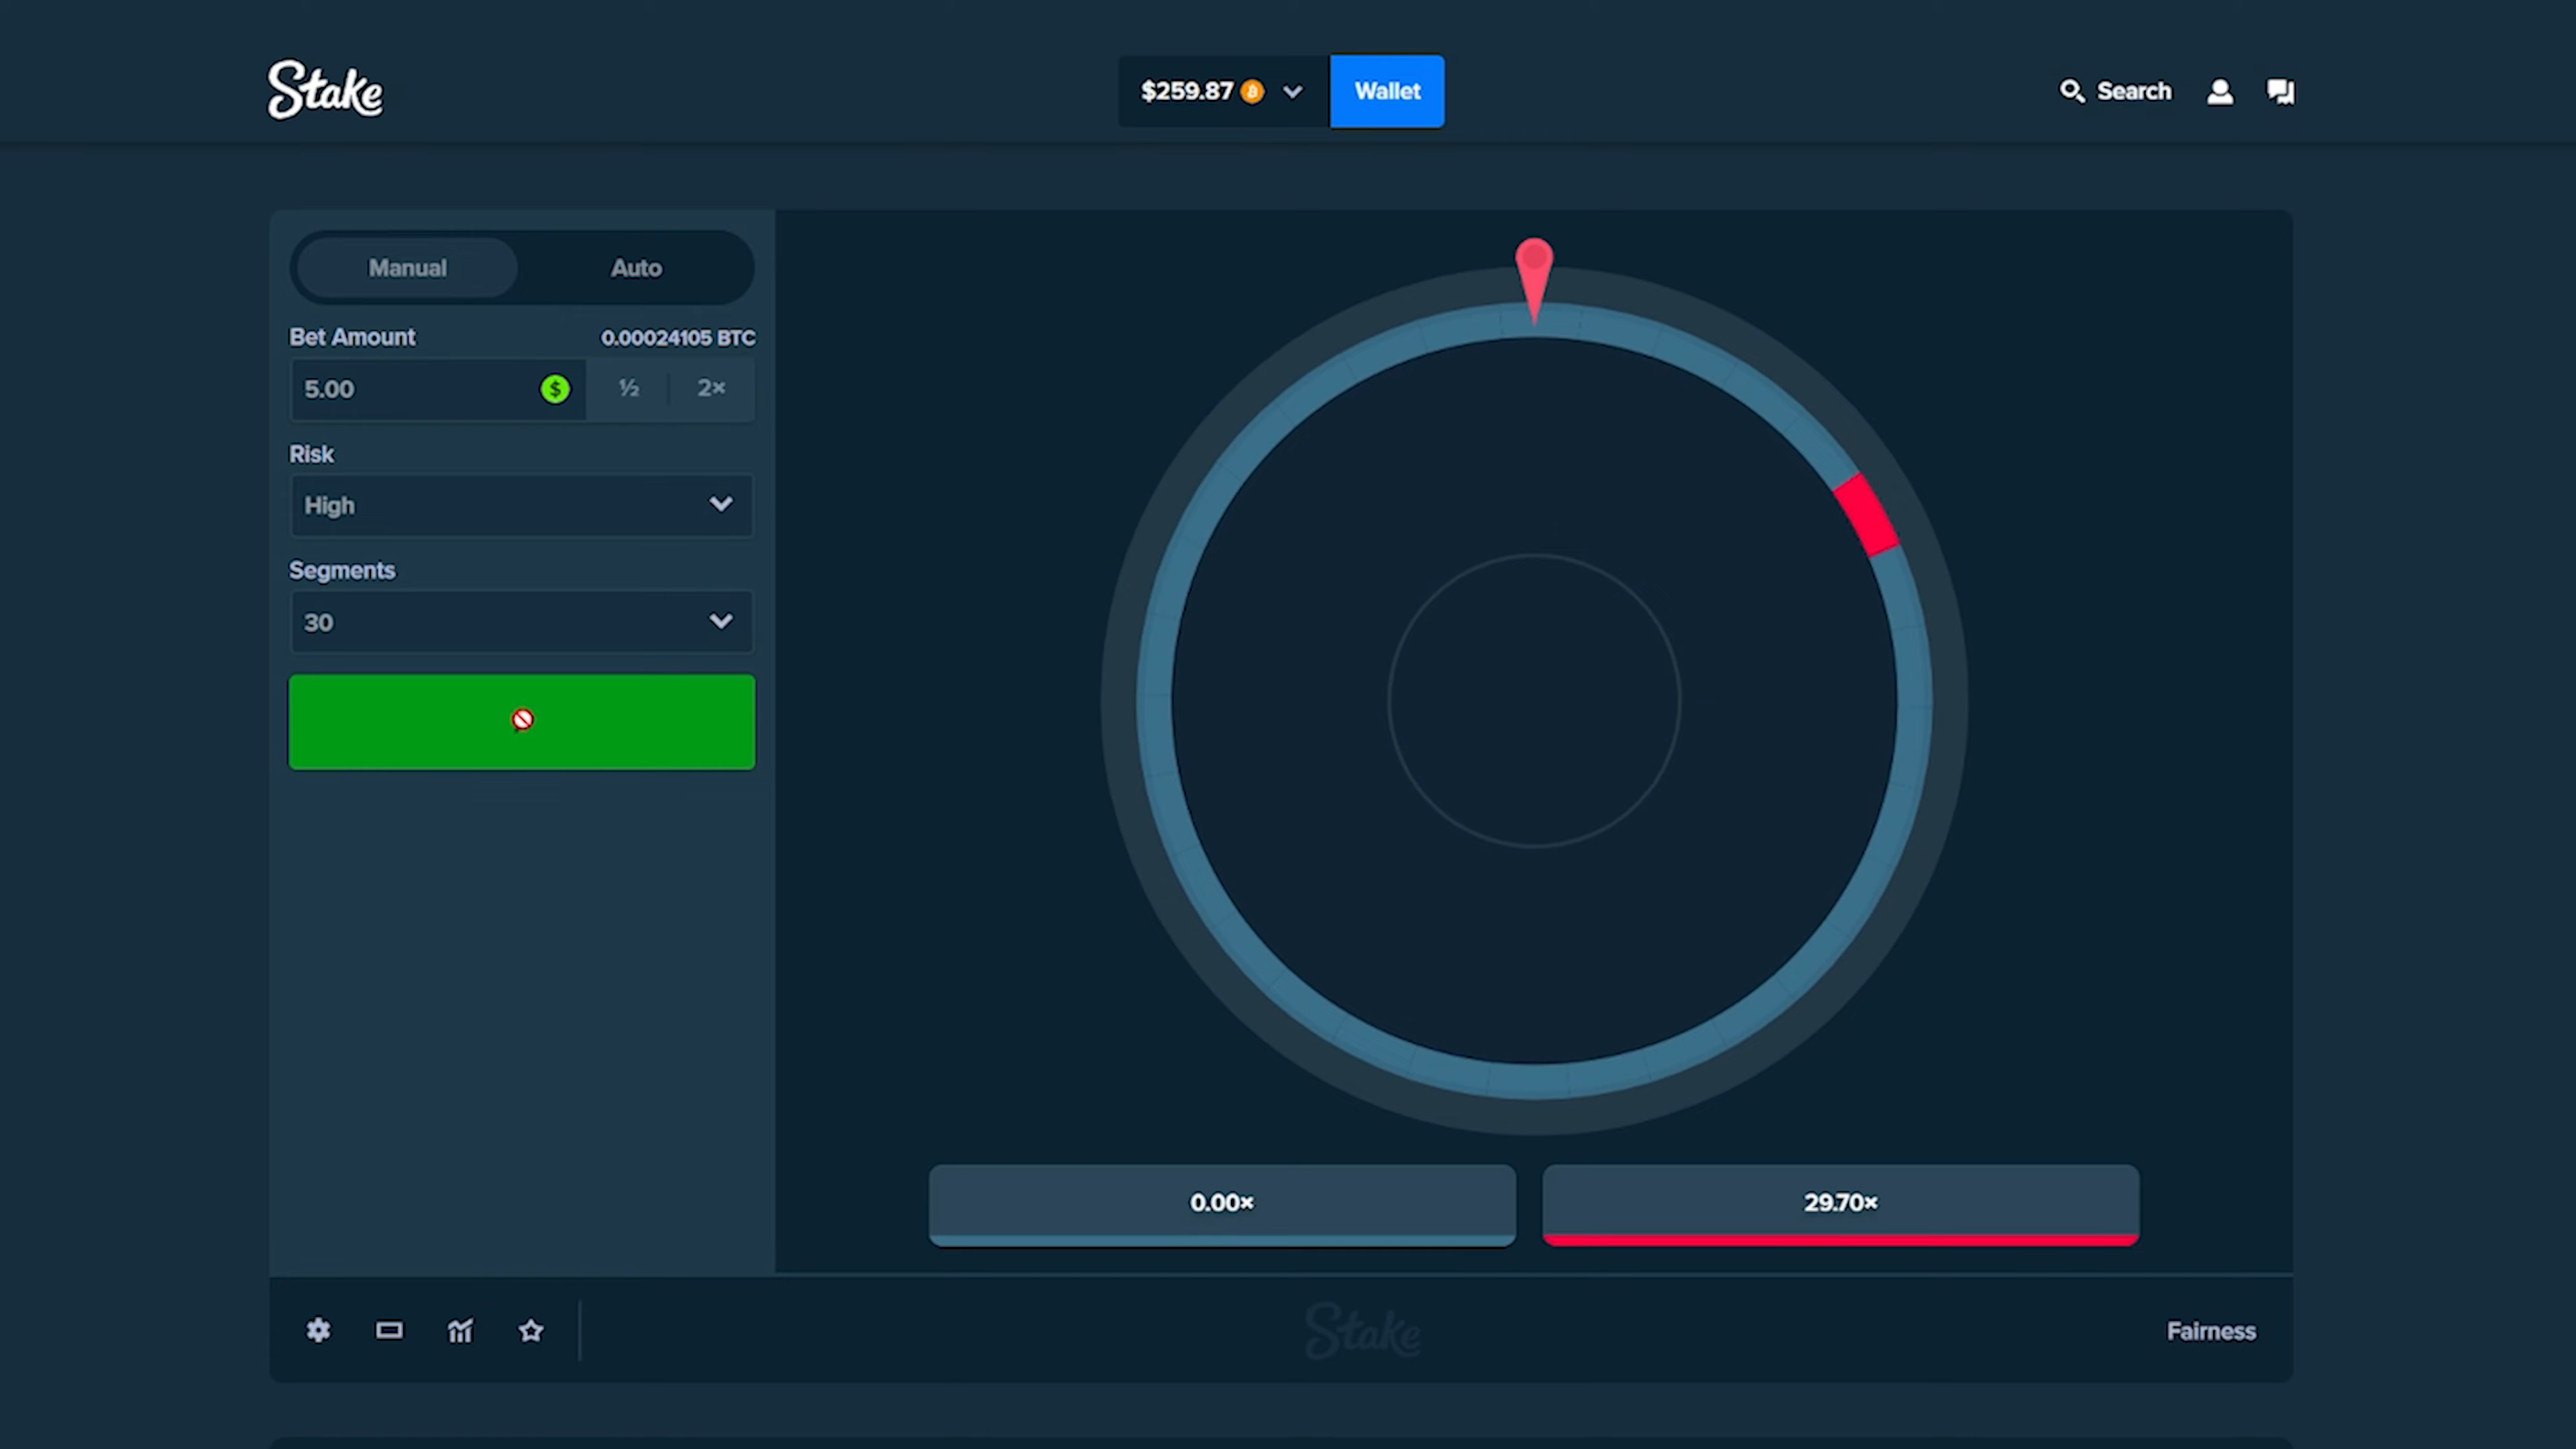 Stake
$259.87
Wallet
Search
Manual
Auto
Bet Amount
0.00024105 BTC
5.00
$
½
2×
Risk
High
Segments
30
0.00×
29.70×
Stake
Fairness